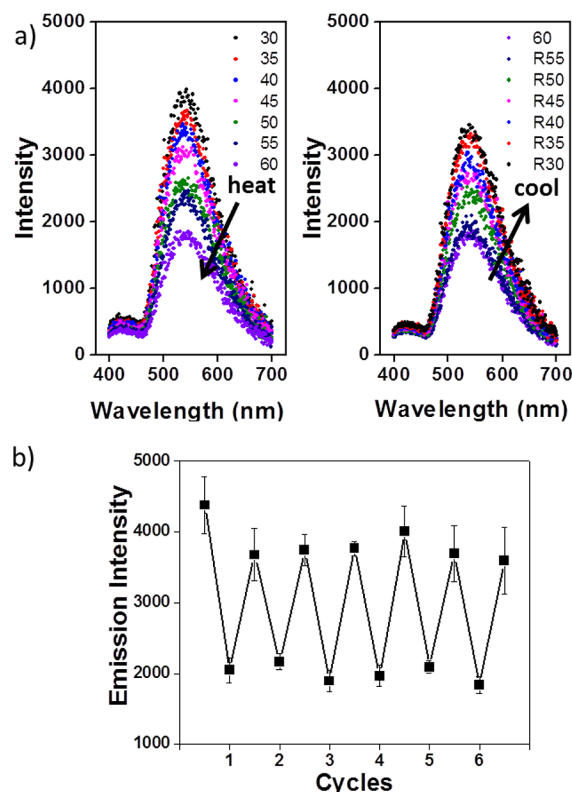 a)
5000
4000
3000
2000
1000
0
400 500 600 700
Intensity
Wavelength (nm)
30
35
40
45
50
55
60
heat
5000
4000
3000
2000
1000
0
400 500 600 700
Intensity
Wavelength (nm)
60
R55
R50
R45
R40
R35
R30
cool
b)
5000
4000
3000
2000
1000
Emission Intensity
1 2 3 4 5 6
Cycles